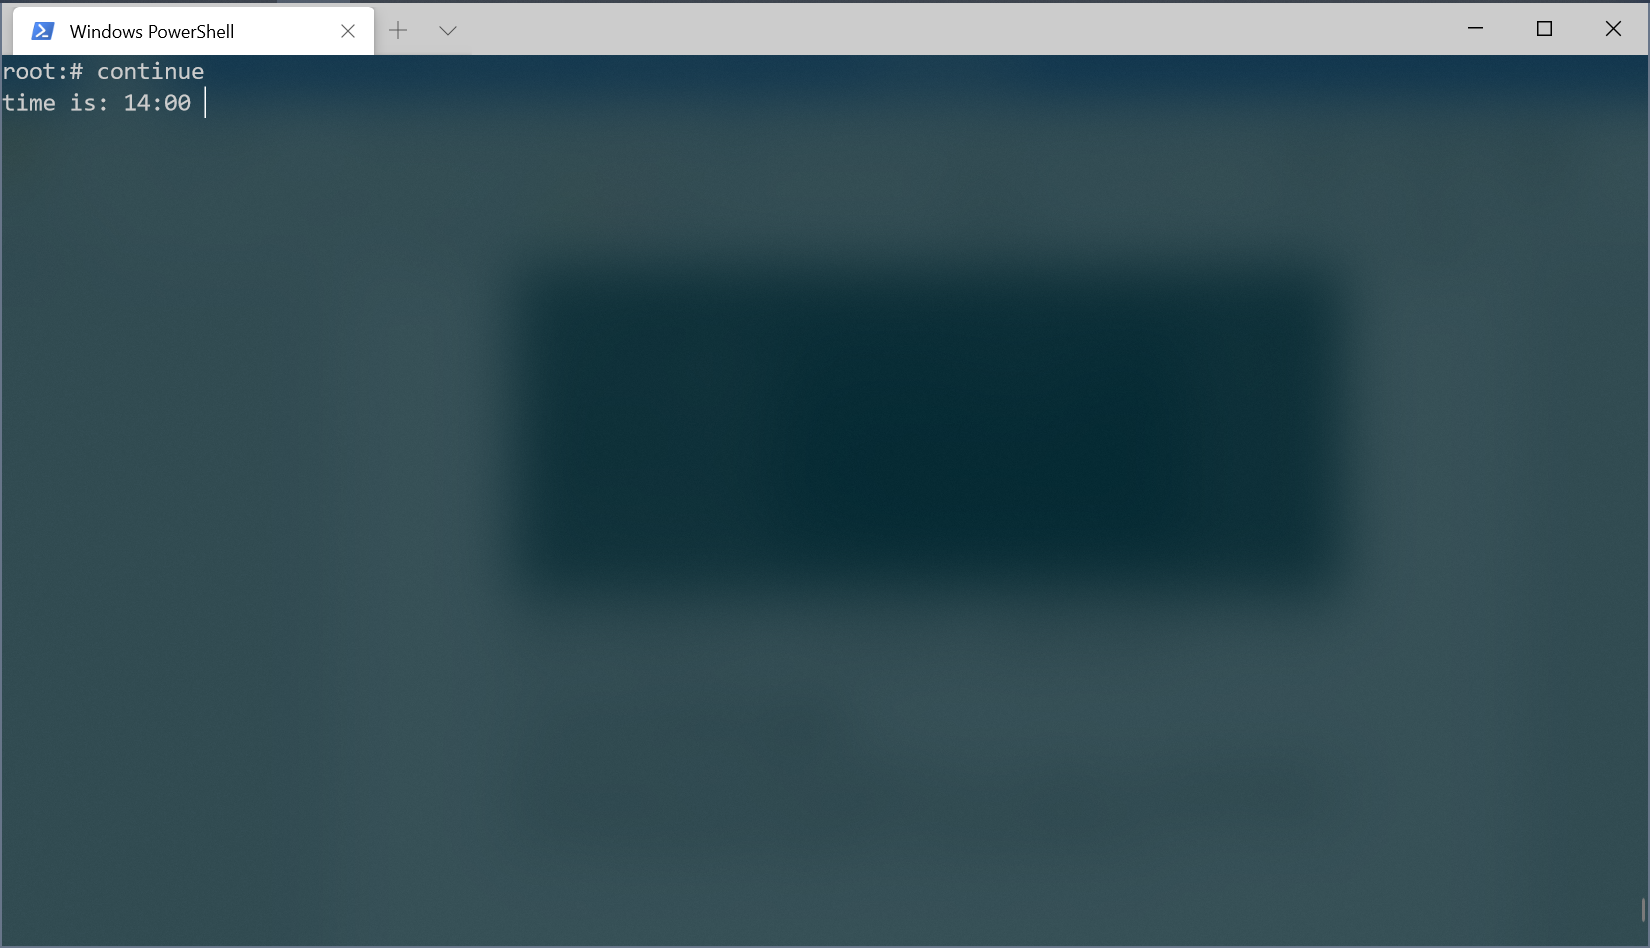 Windows PowerShell
root:# continue
time is: 14:00